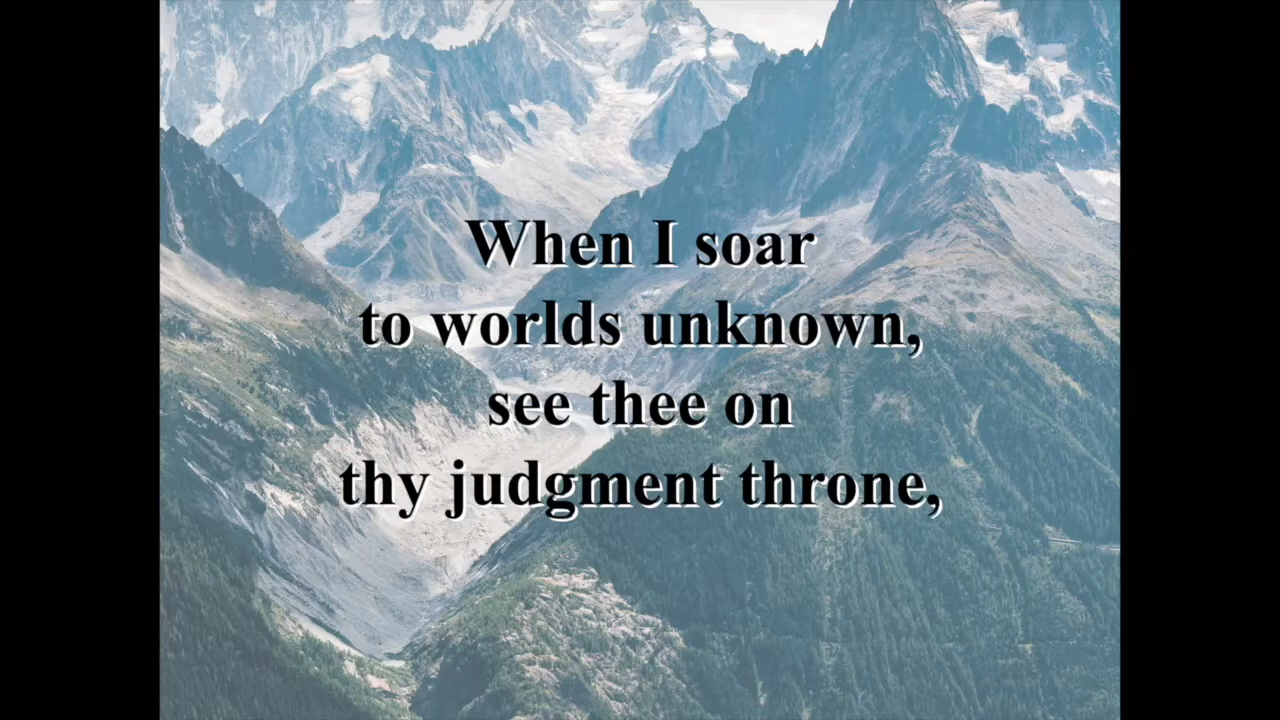 When I soar
to worlds unknown,
see thee on
thy judgment throne,